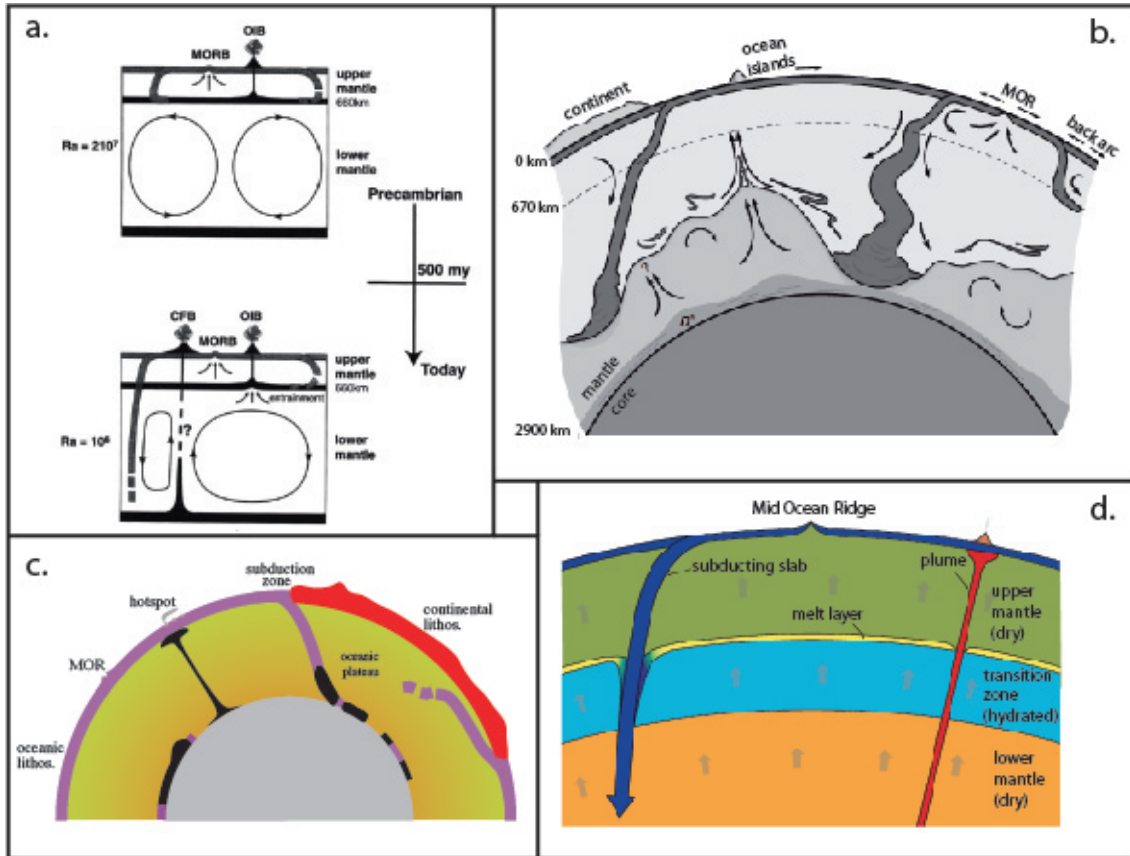 a.
OIB
MORB
upper
mantle
660km
Ra = 210⁷
lower
mantle
Precambrian
500 my
Today
CFB
OIB
MORB
upper
mantle
660km
entrainment
?
Ra = 10⁶
lower
mantle
b.
ocean
islands
continent
MOR
back arc
0 km
670 km
?
mantle
core
2900 km
c.
subduction
zone
hotspot
continental
lithos.
MOR
oceanic
plateau
oceanic
lithos.
d.
Mid Ocean Ridge
subducting slab
plume
upper
mantle
(dry)
melt layer
transition
zone
(hydrated)
lower
mantle
(dry)